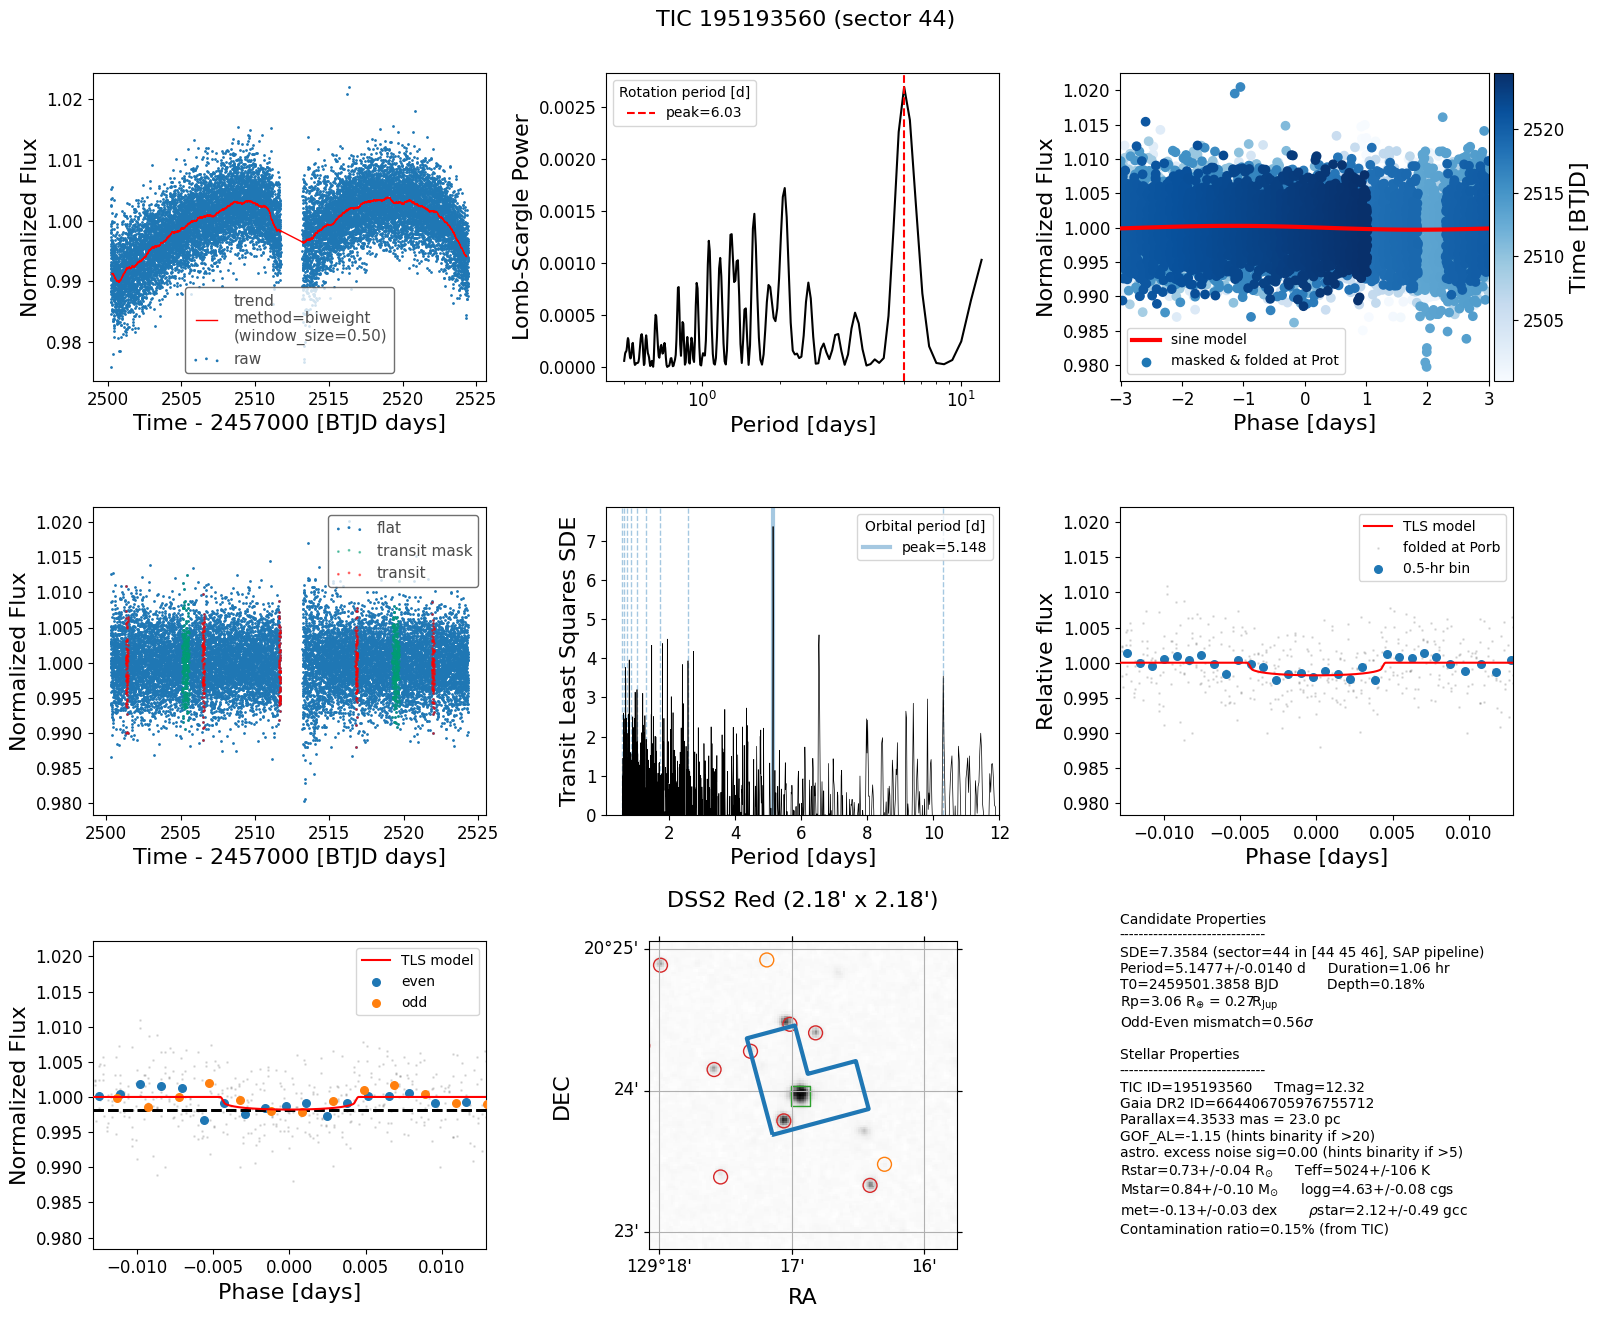 TIC 195193560 (sector 44)
Normalized Flux
1.02
1.01
1.00
0.99
0.98
trend
method=biweight
(window_size=0.50)
raw
2500 2505 2510 2515 2520 2525
Time - 2457000 [BTJD days]
Lomb-Scargle Power
0.0025
0.0020
0.0015
0.0010
0.0005
0.0000
Rotation period [d]
peak=6.03
10⁰ 10¹
Period [days]
Normalized Flux
1.020
1.015
1.010
1.005
1.000
0.995
0.990
0.985
0.980
sine model
masked & folded at Prot
−3 −2 −1 0 1 2 3
Phase [days]
2520
2515
2510
2505
Time [BTJD]
Normalized Flux
1.020
1.015
1.010
1.005
1.000
0.995
0.990
0.985
0.980
flat
transit mask
transit
2500 2505 2510 2515 2520 2525
Time - 2457000 [BTJD days]
Transit Least Squares SDE
7
6
5
4
3
2
1
0
Orbital period [d]
peak=5.148
2 4 6 8 10 12
Period [days]
Relative flux
1.020
1.015
1.010
1.005
1.000
0.995
0.990
0.985
0.980
TLS model
folded at Porb
0.5-hr bin
−0.010 −0.005 0.000 0.005 0.010
Phase [days]
Normalized Flux
1.020
1.015
1.010
1.005
1.000
0.995
0.990
0.985
0.980
TLS model
even
odd
−0.010 −0.005 0.000 0.005 0.010
Phase [days]
DSS2 Red (2.18' x 2.18')
DEC
20°25'
24'
23'
129°18' 17' 16'
RA
Candidate Properties
------------------------------
SDE=7.3584 (sector=44 in [44 45 46], SAP pipeline)
Period=5.1477+/-0.0140 d Duration=1.06 hr
T0=2459501.3858 BJD Depth=0.18%
Rp=3.06 R⊕ = 0.27RJup
Odd-Even mismatch=0.56σ
Stellar Properties
------------------------------
TIC ID=195193560 Tmag=12.32
Gaia DR2 ID=664406705976755712
Parallax=4.3533 mas = 23.0 pc
GOF_AL=-1.15 (hints binarity if >20)
astro. excess noise sig=0.00 (hints binarity if >5)
Rstar=0.73+/-0.04 R⊙ Teff=5024+/-106 K
Mstar=0.84+/-0.10 M⊙ logg=4.63+/-0.08 cgs
met=-0.13+/-0.03 dex ρstar=2.12+/-0.49 gcc
Contamination ratio=0.15% (from TIC)